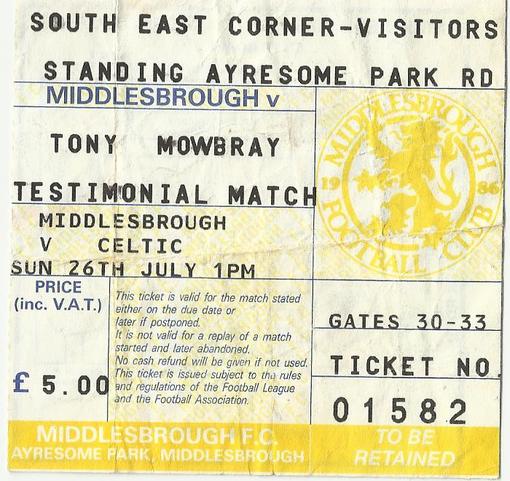 SOUTH EAST CORNER-VISITORS
STANDING AYRESOME PARK RD
MIDDLESBROUGH v
TONY MOWBRAY
TESTIMONIAL MATCH
MIDDLESBROUGH
V CELTIC
SUN 26TH JULY 1PM
MIDDLESBROUGH
1986
FOOTBALL CLUB
PRICE
(inc. V.A.T.)
£ 5.00
This ticket is valid for the match stated
either on the due date or
later if postponed.
It is not valid for a replay of a match
started and later abandoned.
No cash refund will be given if not used.
This ticket is issued subject to the rules
and regulations of the Football League
and the Football Association.
GATES 30-33
TICKET NO.
01582
MIDDLESBROUGH F.C.
AYRESOME PARK, MIDDLESBROUGH
TO BE
RETAINED